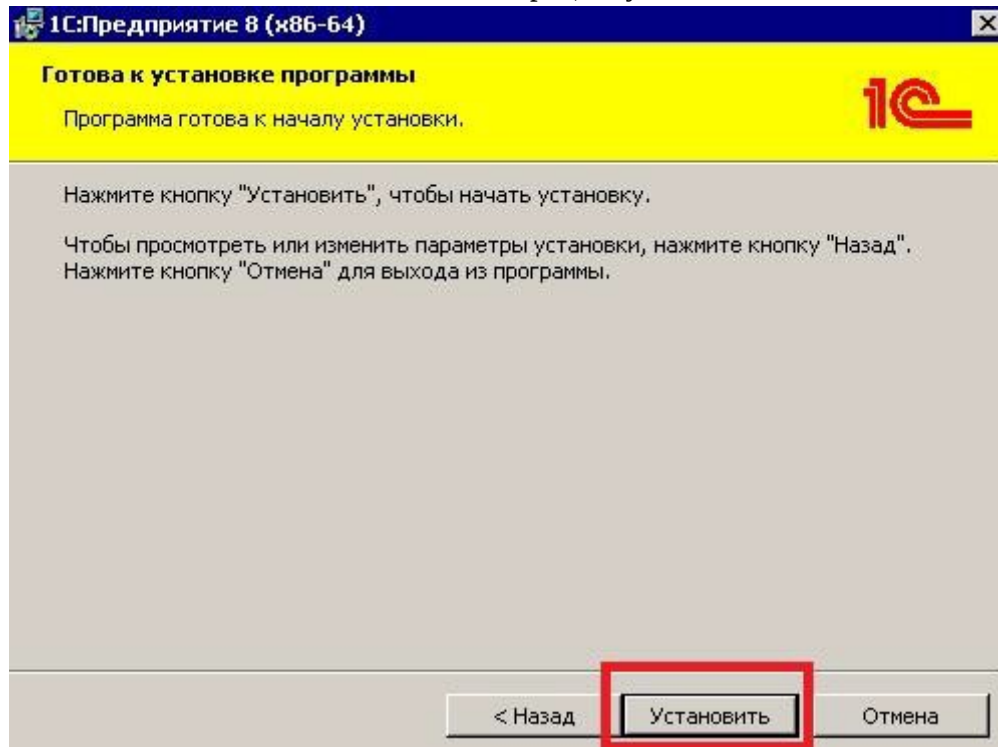 1С:Предприятие 8 (x86-64)
Готова к установке программы
Программа готова к началу установки.
1С
Нажмите кнопку "Установить", чтобы начать установку.
Чтобы просмотреть или изменить параметры установки, нажмите кнопку "Назад".
Нажмите кнопку "Отмена" для выхода из программы.
< Назад
Установить
Отмена